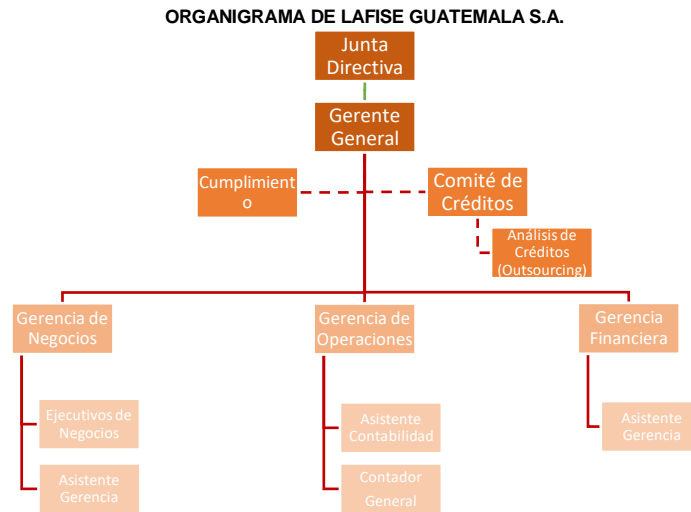 ORGANIGRAMA DE LAFISE GUATEMALA S.A.
Junta
Directiva
Gerente
General
Cumplimient
o
Comité de
Créditos
Análisis de
Créditos
(Outsourcing)
Gerencia de
Negocios
Gerencia de
Operaciones
Gerencia
Financiera
Ejecutivos de
Negocios
Asistente
Gerencia
Asistente
Contabilidad
Contador
General
Asistente
Gerencia